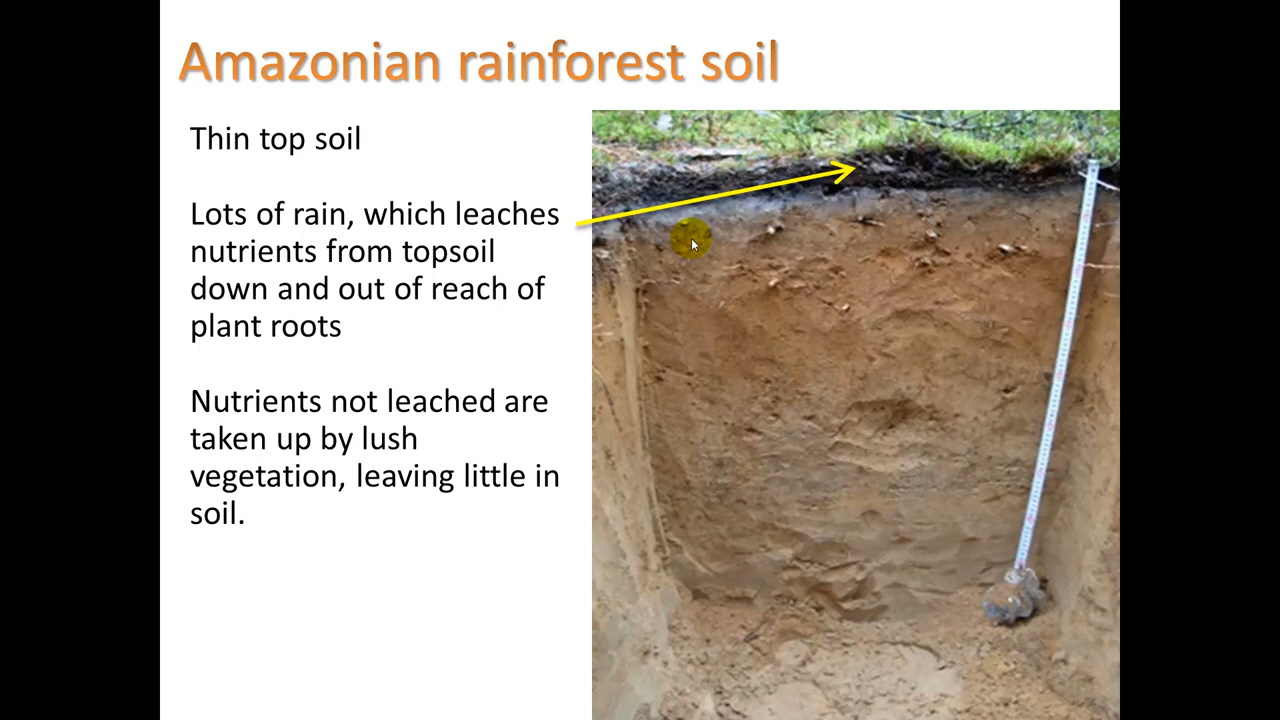 Amazonian rainforest soil
Thin top soil
Lots of rain, which leaches
nutrients from topsoil
down and out of reach of
plant roots
Nutrients not leached are
taken up by lush
vegetation, leaving little in
soil.